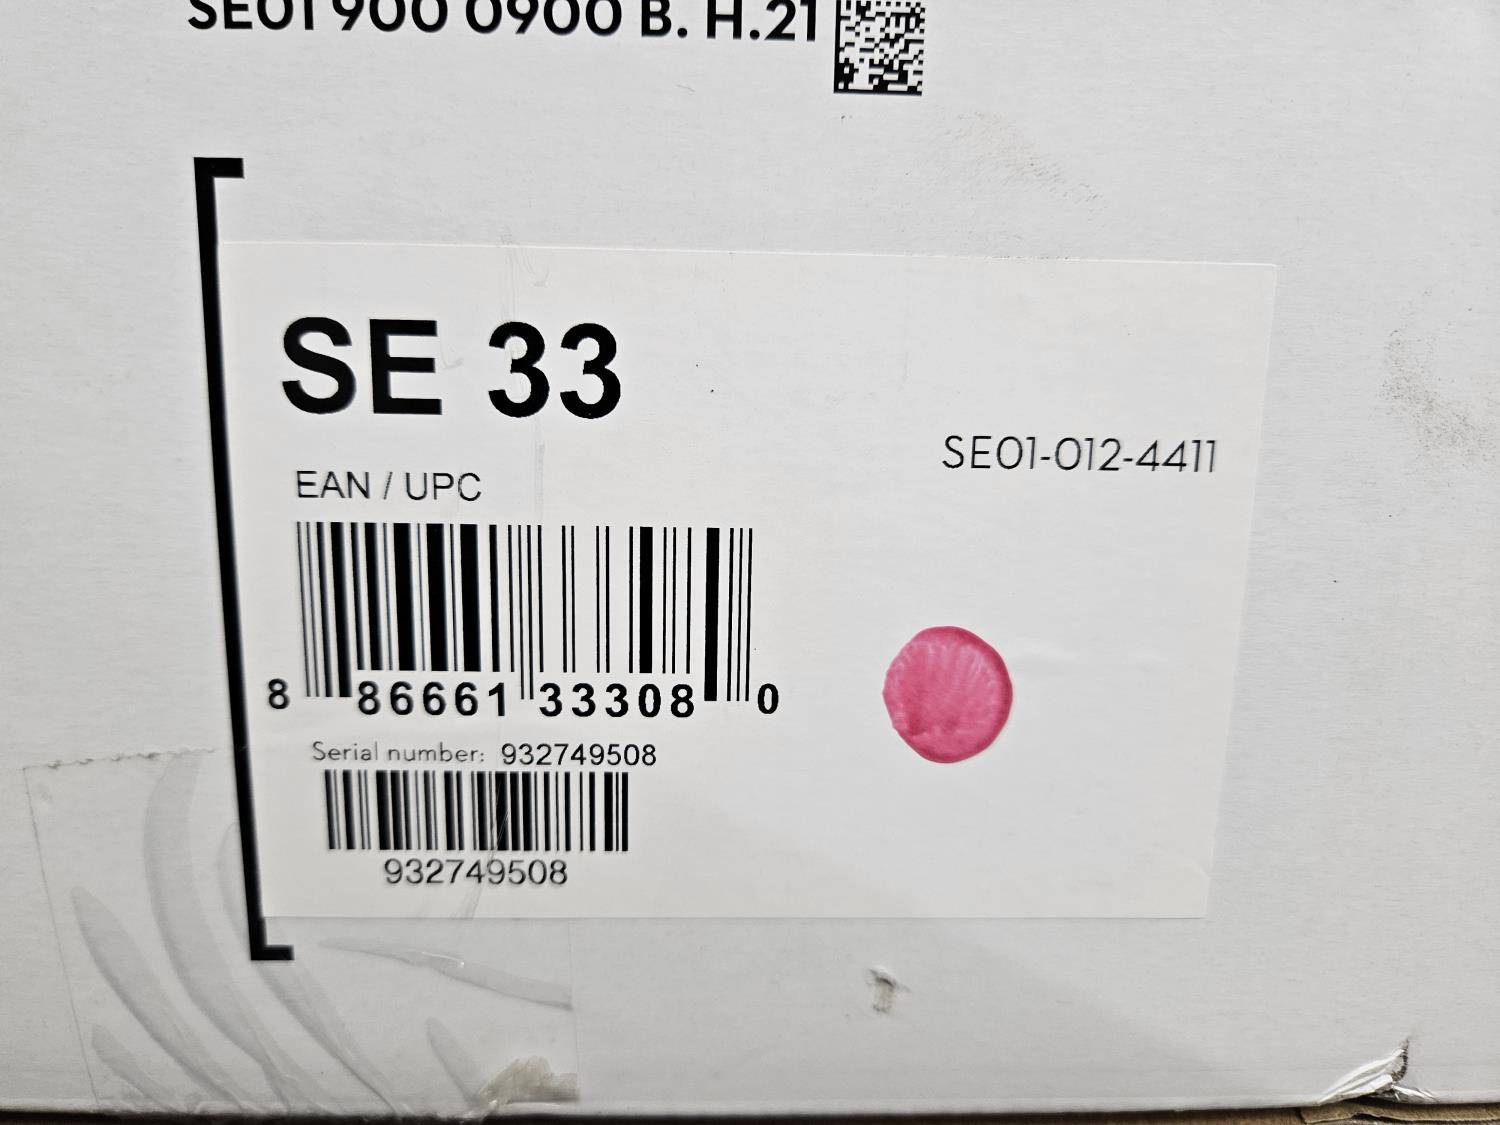 SE01 900 0900 B. H.21
SE 33
SE01-012-4411
EAN / UPC
8 86661 33308 0
Serial number: 932749508
932749508